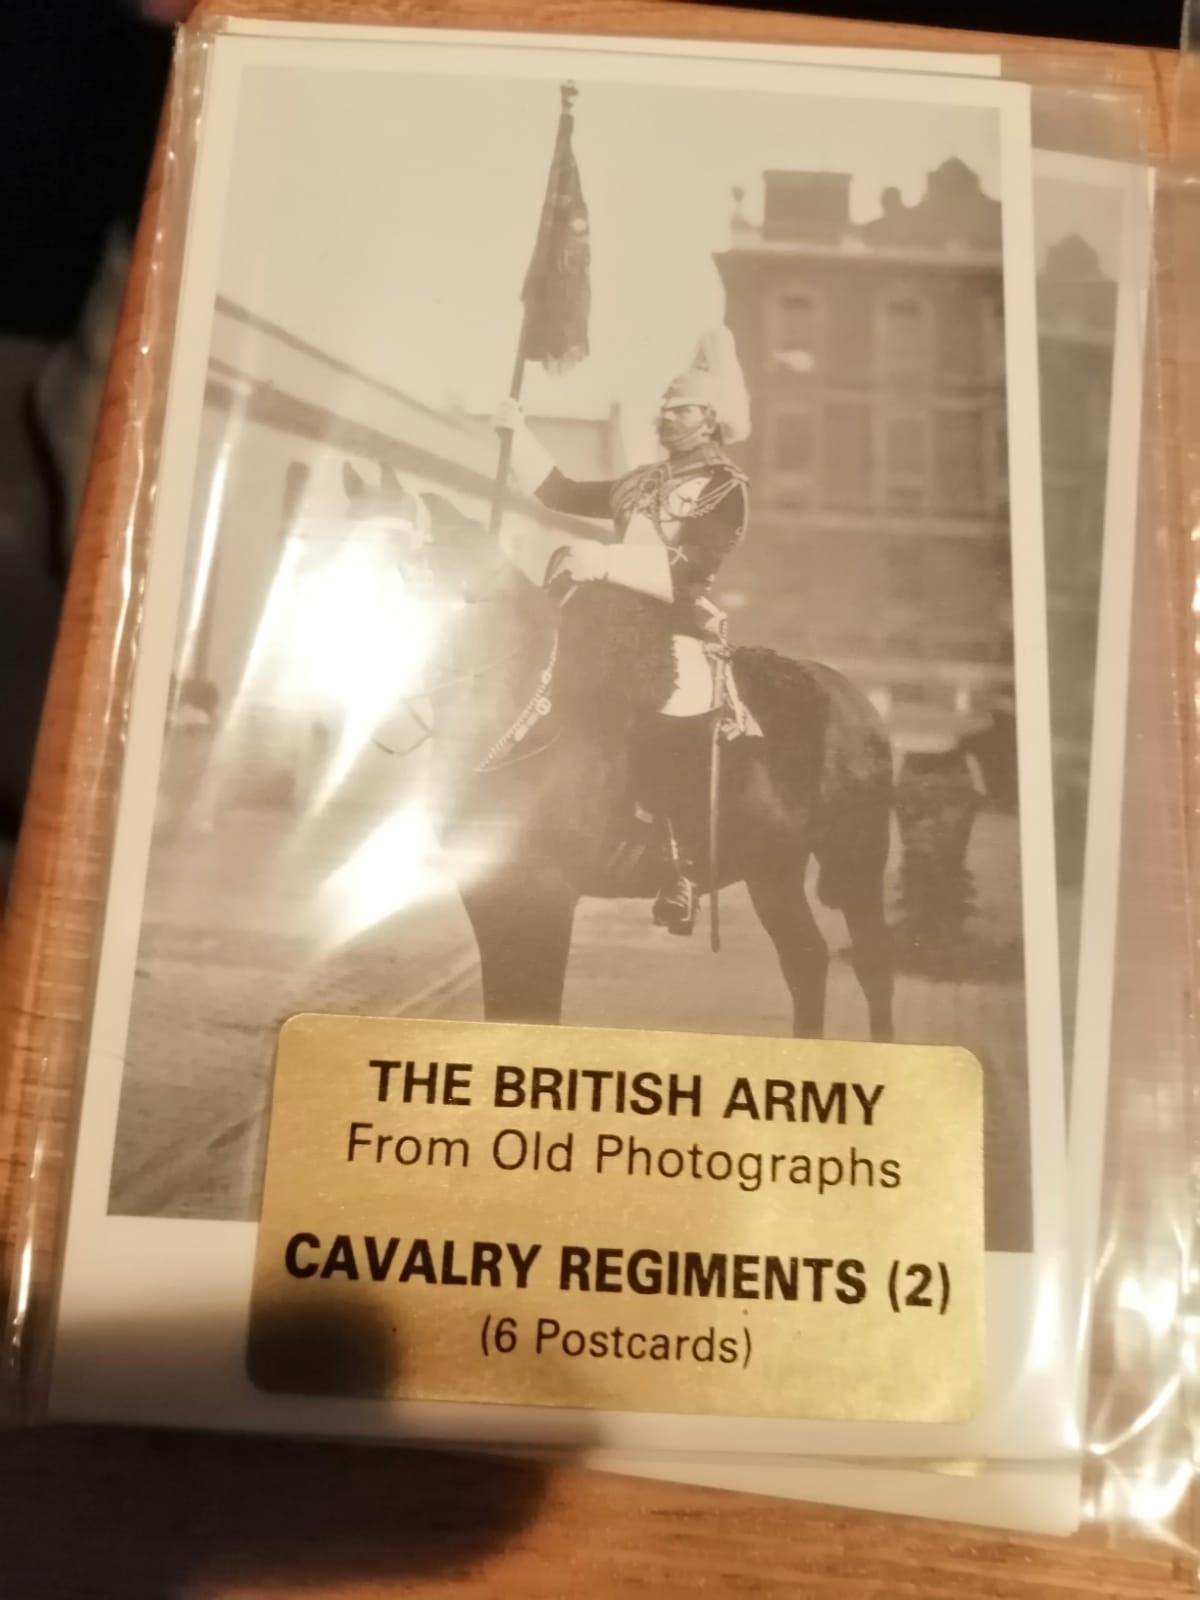 THE BRITISH ARMY
From Old Photographs
CAVALRY REGIMENTS (2)
(6 Postcards)